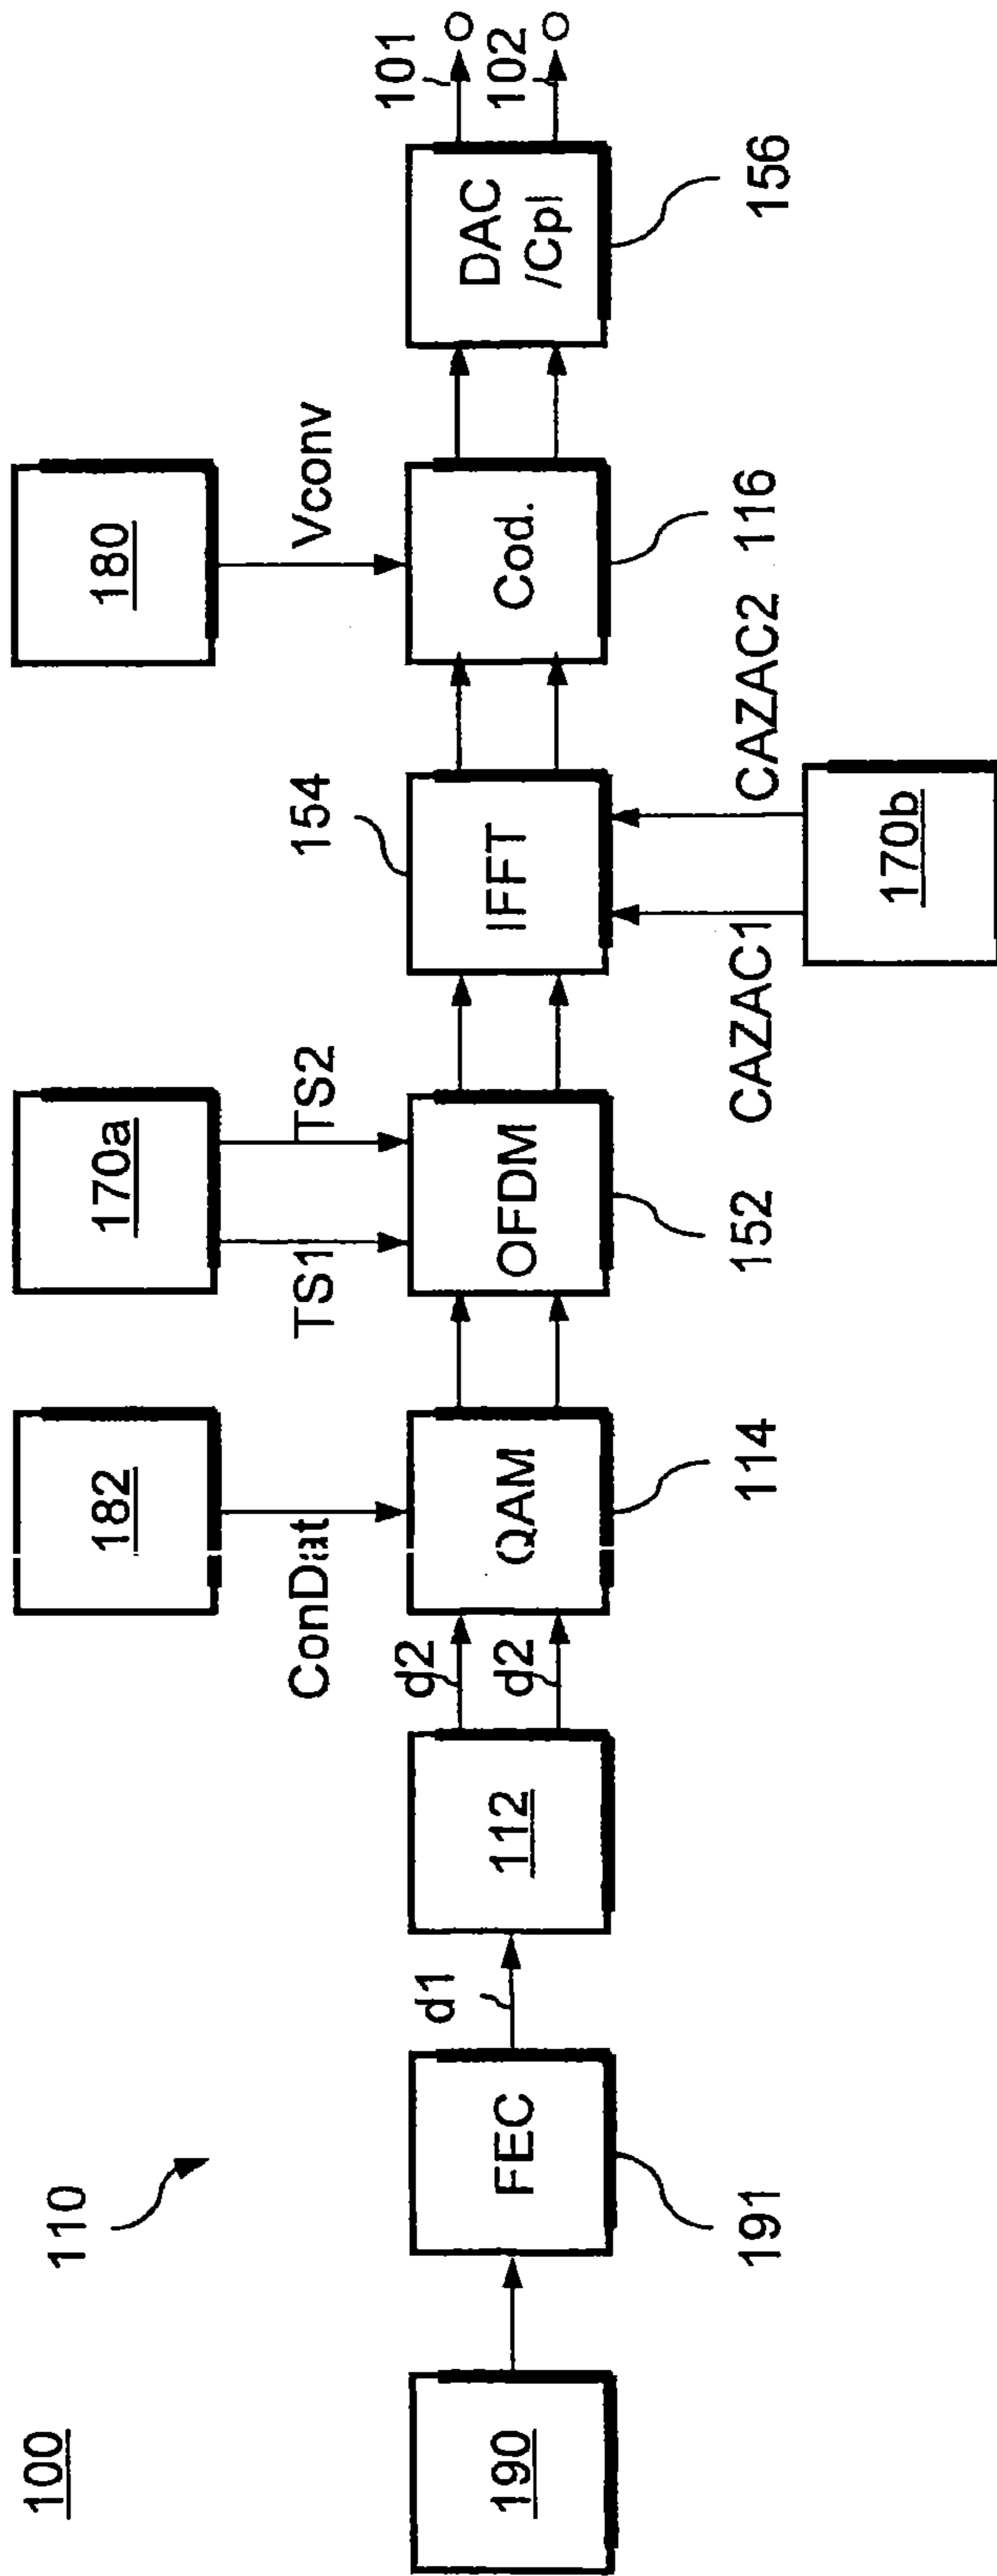 100
110
182
170a
180
ConDat
TS1
TS2
154
Vconv
101
102
190
FEC
d1
112
d2
d2
QAM
OFDM
IFFT
Cod.
DAC
/Cpl
191
114
152
CAZAC1
CAZAC2
116
156
170b